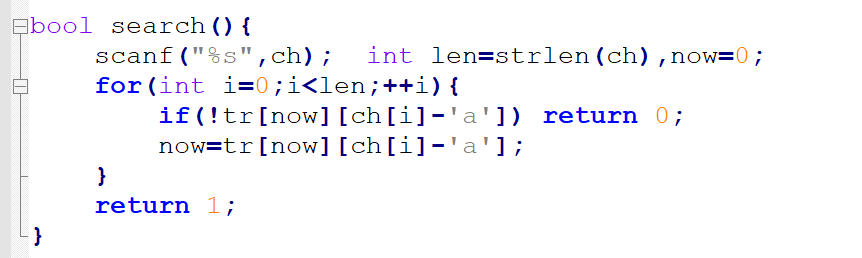 bool search(){
    scanf("%s",ch);  int len=strlen(ch),now=0;
    for(int i=0;i<len;++i){
        if(!tr[now][ch[i]-'a']) return 0;
        now=tr[now][ch[i]-'a'];
    }
    return 1;
}